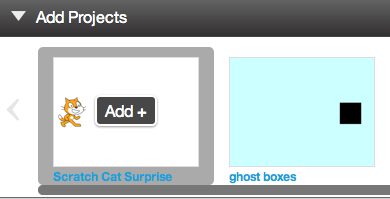 Add Projects
Add +
Scratch Cat Surprise
ghost boxes